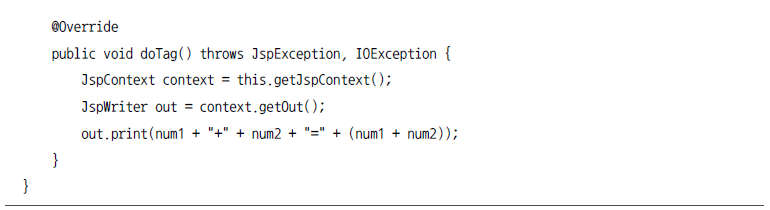 @Override
public void doTag() throws JspException, IOException {
JspContext context = this.getJspContext();
JspWriter out = context.getOut();
out.print(num1 + "+" + num2 + "=" + (num1 + num2));
}
}